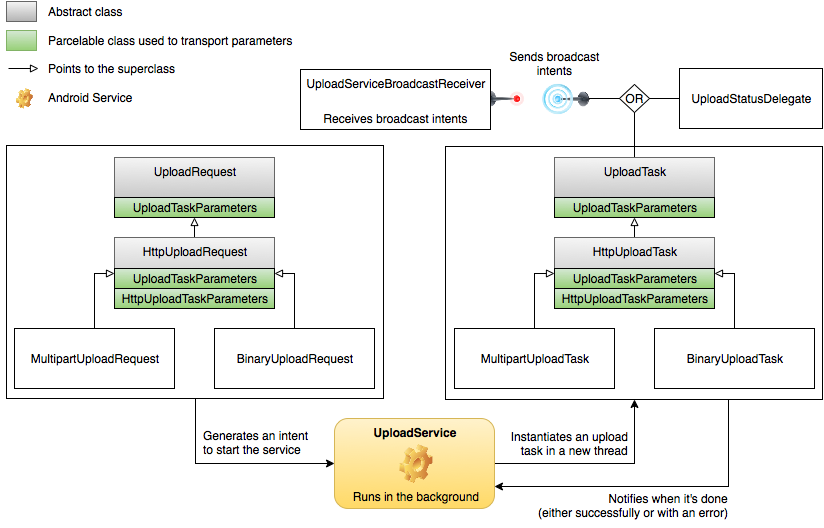 Abstract class
Parcelable class used to transport parameters
Points to the superclass
Android Service
Sends broadcast
intents
UploadServiceBroadcastReceiver
Receives broadcast intents
OR
UploadStatusDelegate
UploadRequest
UploadTaskParameters
HttpUploadRequest
UploadTaskParameters
HttpUploadTaskParameters
MultipartUploadRequest
BinaryUploadRequest
UploadTask
UploadTaskParameters
HttpUploadTask
UploadTaskParameters
HttpUploadTaskParameters
MultipartUploadTask
BinaryUploadTask
Generates an intent
to start the service
UploadService
Runs in the background
Instantiates an upload
task in a new thread
Notifies when it's done
(either successfully or with an error)